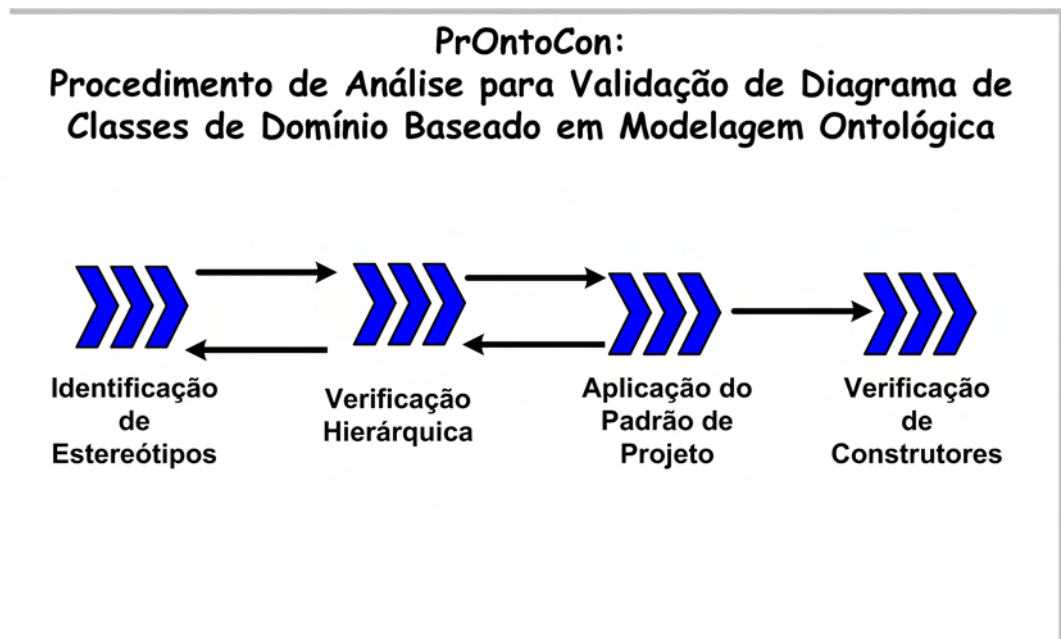 PrOntoCon:
Procedimento de Análise para Validação de Diagrama de
Classes de Domínio Baseado em Modelagem Ontológica
Identificação
de
Estereótipos
Verificação
Hierárquica
Aplicação do
Padrão de
Projeto
Verificação
de
Construtores